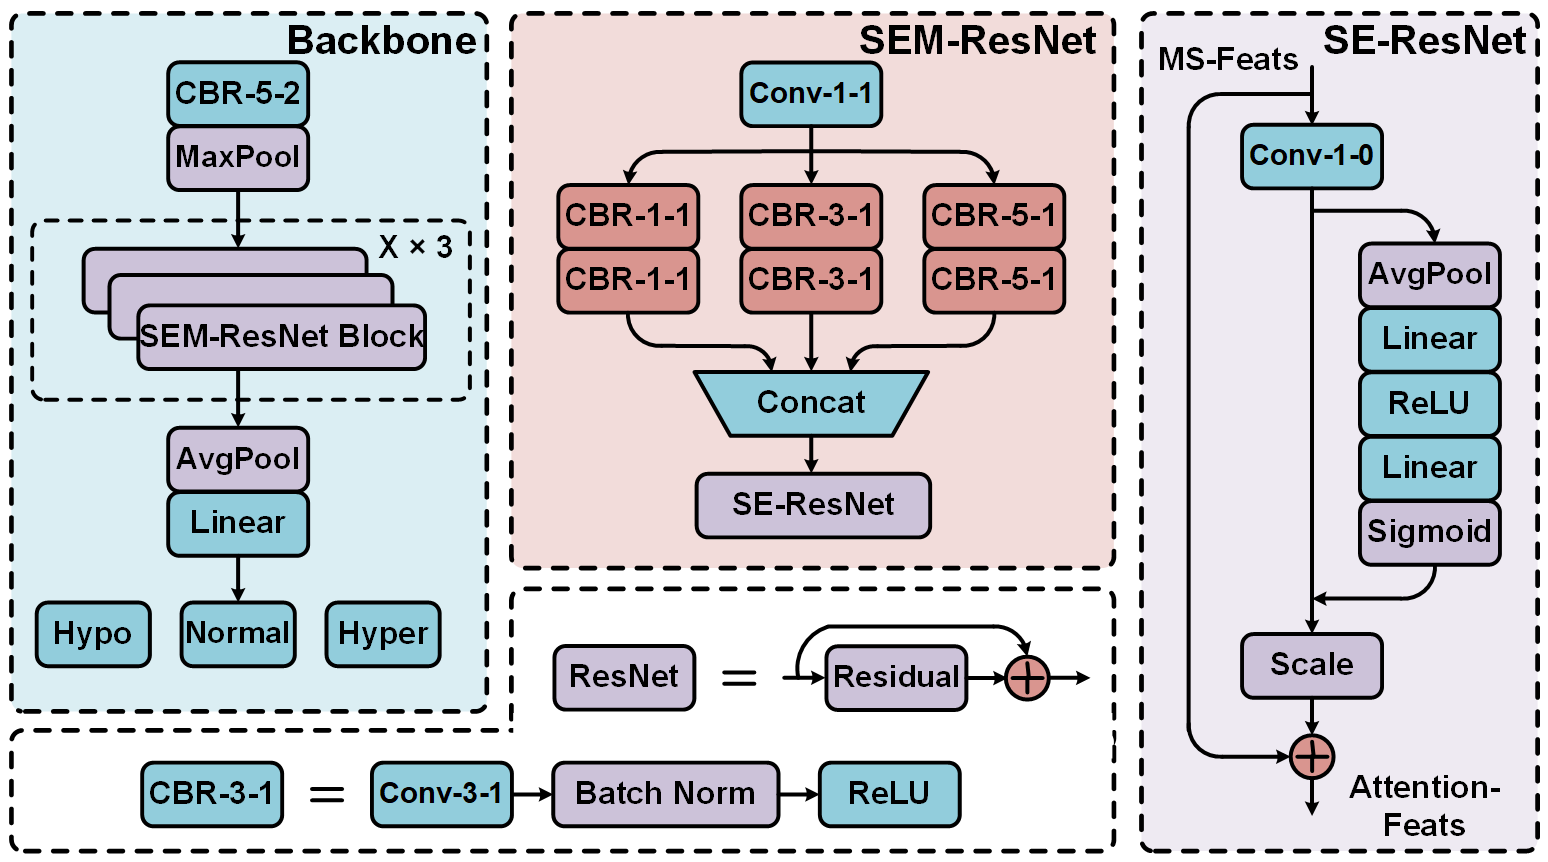 Backbone
CBR-5-2
MaxPool
X × 3
SEM-ResNet Block
AvgPool
Linear
Hypo
Normal
Hyper
SEM-ResNet
Conv-1-1
CBR-1-1
CBR-3-1
CBR-5-1
CBR-1-1
CBR-3-1
CBR-5-1
Concat
SE-ResNet
ResNet
=
Residual
+
CBR-3-1
=
Conv-3-1
Batch Norm
ReLU
SE-ResNet
MS-Feats
Conv-1-0
AvgPool
Linear
ReLU
Linear
Sigmoid
Scale
+
Attention-
Feats